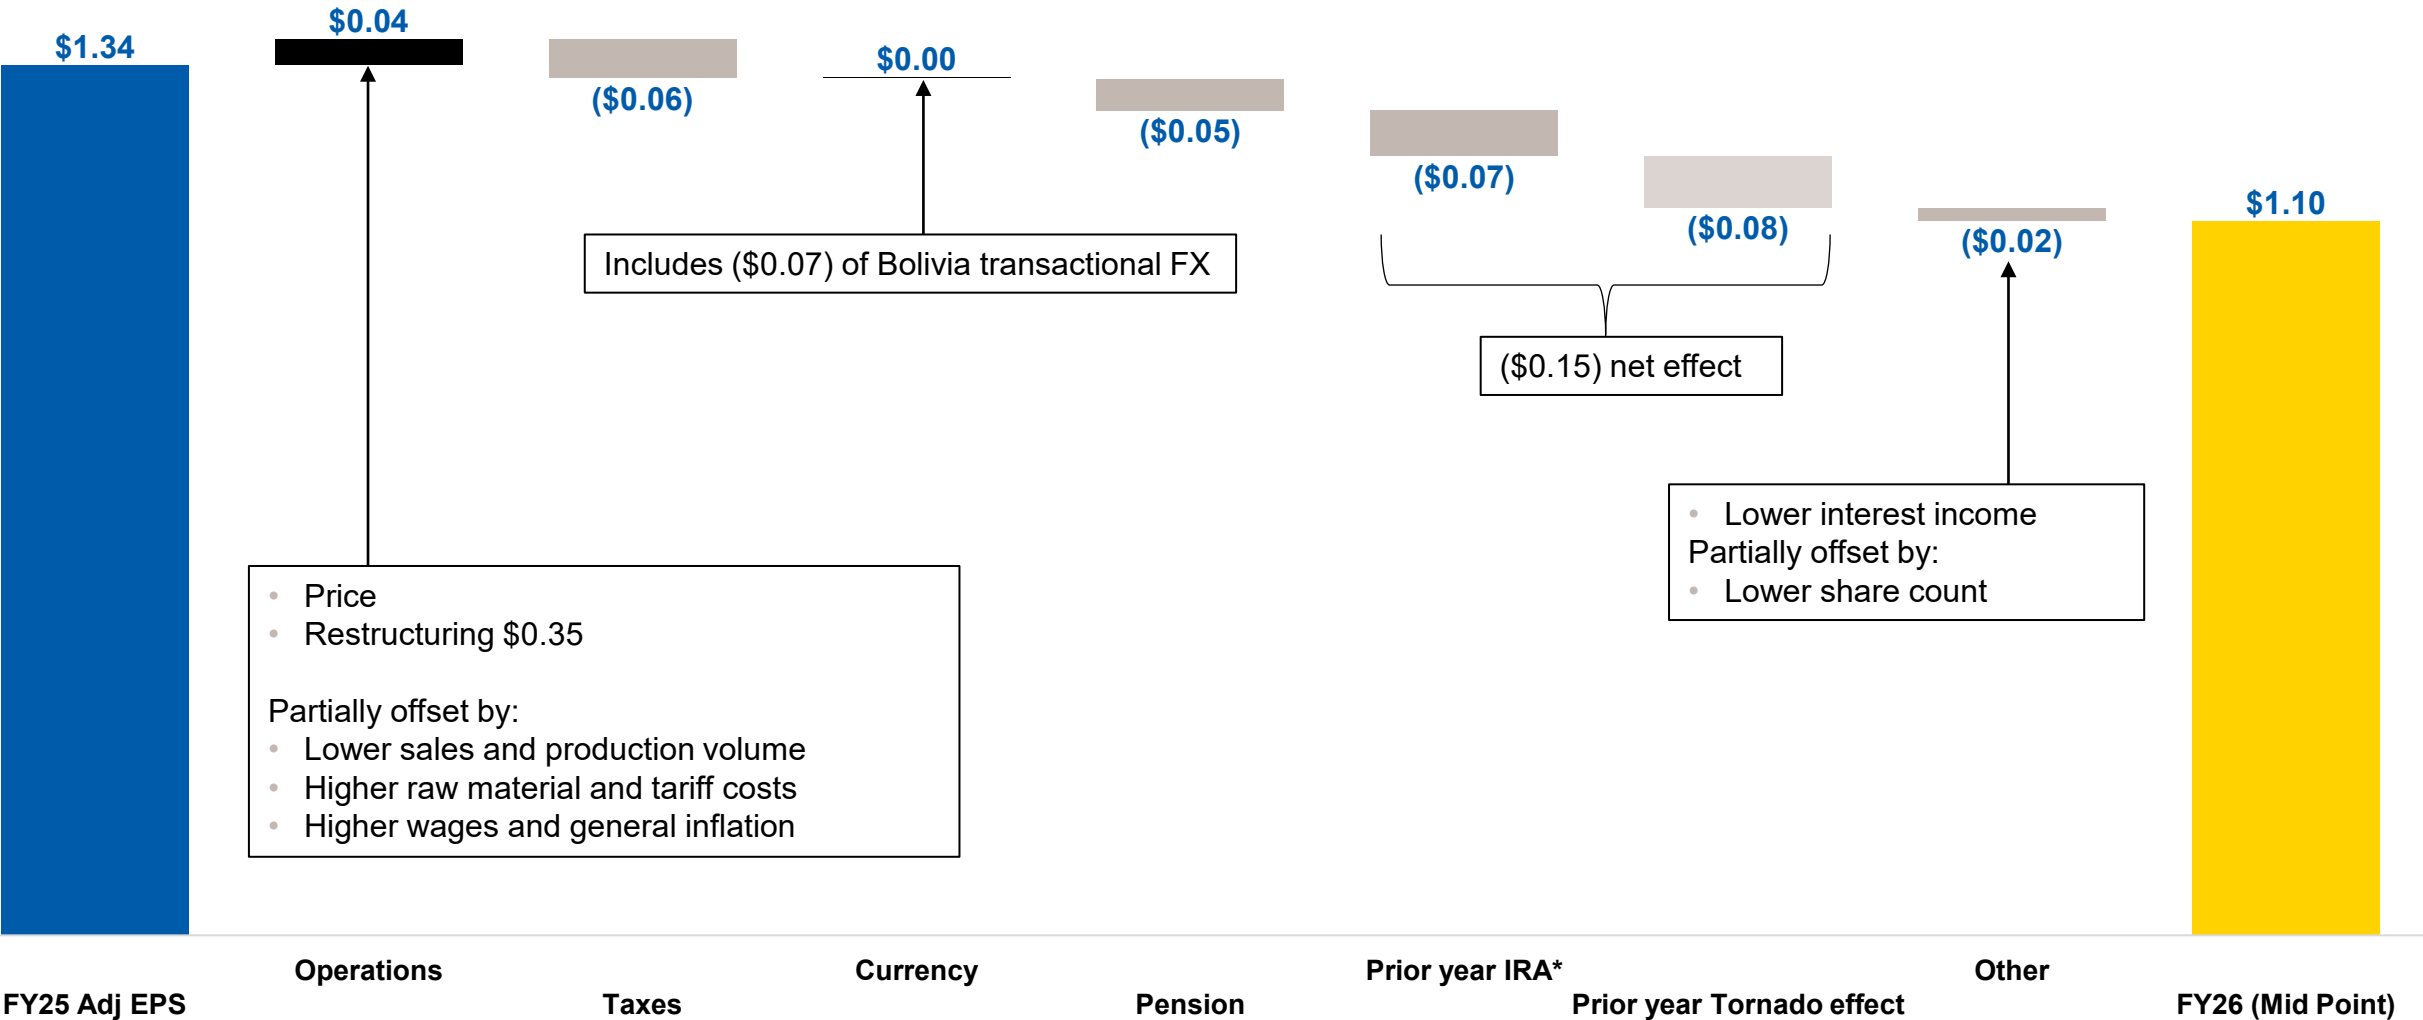 $1.34
$0.04
($0.06)
$0.00
($0.05)
($0.07)
($0.08)
($0.02)
$1.10
Includes ($0.07) of Bolivia transactional FX
($0.15) net effect
• Lower interest income
Partially offset by:
• Lower share count
• Price
• Restructuring $0.35
Partially offset by:
• Lower sales and production volume
• Higher raw material and tariff costs
• Higher wages and general inflation
FY25 Adj EPS
Operations
Taxes
Currency
Pension
Prior year IRA*
Prior year Tornado effect
Other
FY26 (Mid Point)